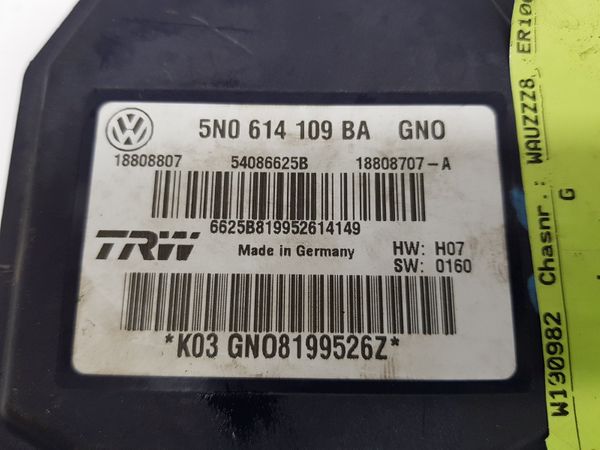 5N0 614 109 BA GNO
18808807 54086625B 18808707-A
6625B819952614149
TRW Made in Germany HW: H07
SW: 0160
*K03 GNO8199526Z*
W190982 Chasnr.: WAUZZZ8
G